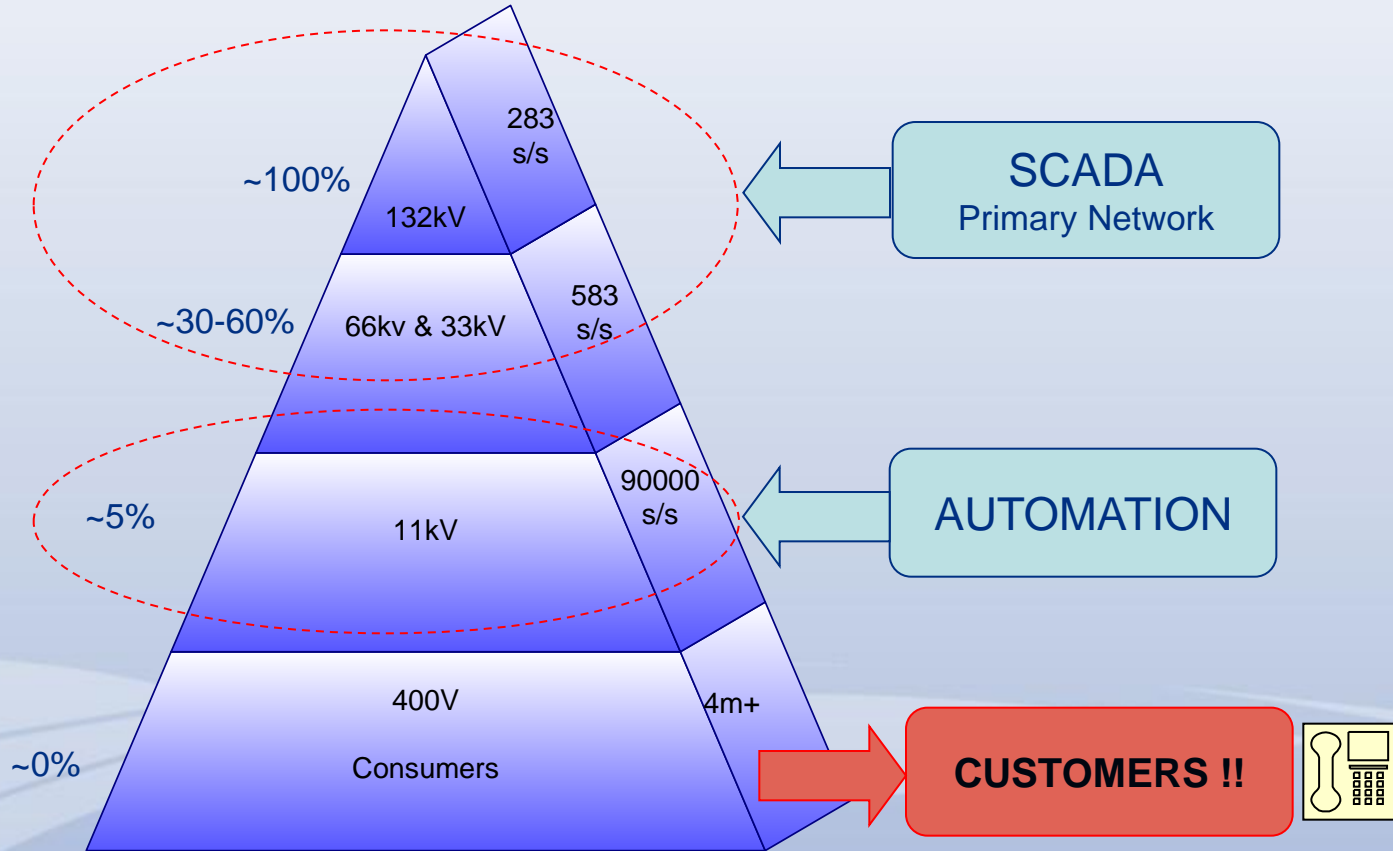 283
s/s
~100%
132kV
SCADA
Primary Network
583
s/s
~30-60%
66kv & 33kV
90000
s/s
~5%
11kV
AUTOMATION
400V
4m+
~0%
Consumers
CUSTOMERS !!